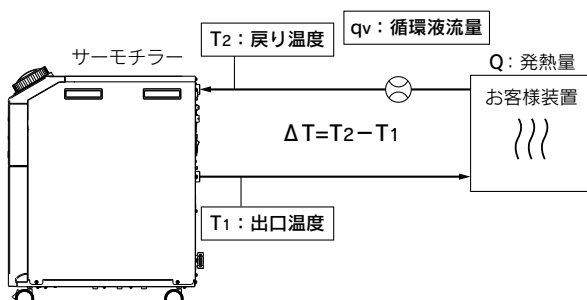 qv：循環液流量
T2：戻り温度
サーモチラー
Q：発熱量
お客様装置
ΔT=T2−T1
T1：出口温度